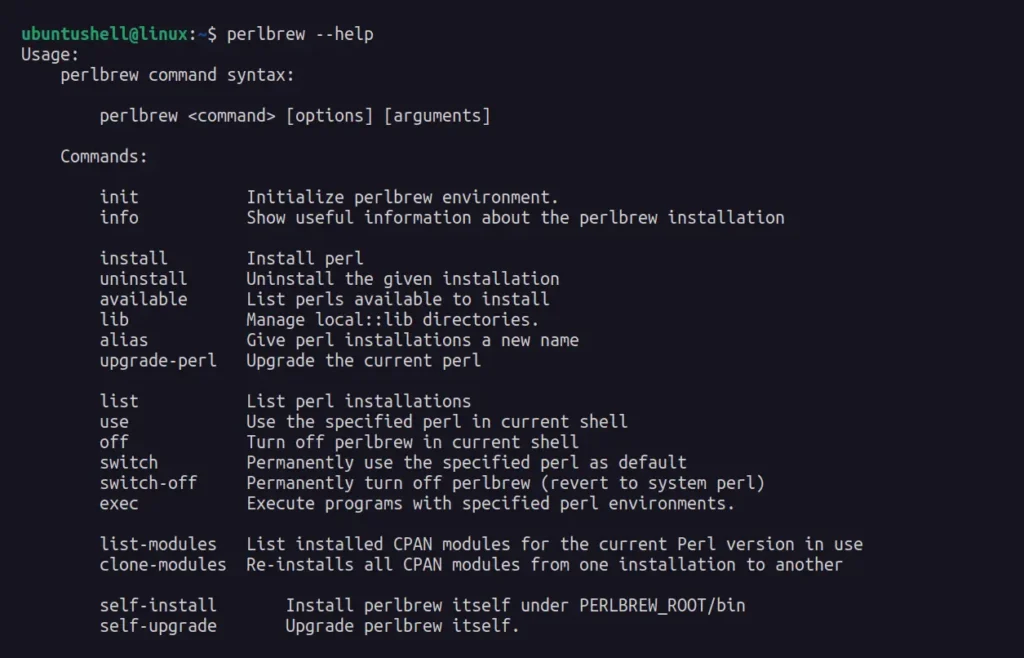 ubuntushell@linux:~$ perlbrew --help
Usage:
    perlbrew command syntax:

        perlbrew <command> [options] [arguments]

    Commands:

        init           Initialize perlbrew environment.
        info           Show useful information about the perlbrew installation

        install        Install perl
        uninstall      Uninstall the given installation
        available      List perls available to install
        lib            Manage local::lib directories.
        alias          Give perl installations a new name
        upgrade-perl   Upgrade the current perl

        list           List perl installations
        use            Use the specified perl in current shell
        off            Turn off perlbrew in current shell
        switch         Permanently use the specified perl as default
        switch-off     Permanently turn off perlbrew (revert to system perl)
        exec           Execute programs with specified perl environments.

        list-modules   List installed CPAN modules for the current Perl version in use
        clone-modules  Re-installs all CPAN modules from one installation to another

        self-install       Install perlbrew itself under PERLBREW_ROOT/bin
        self-upgrade       Upgrade perlbrew itself.